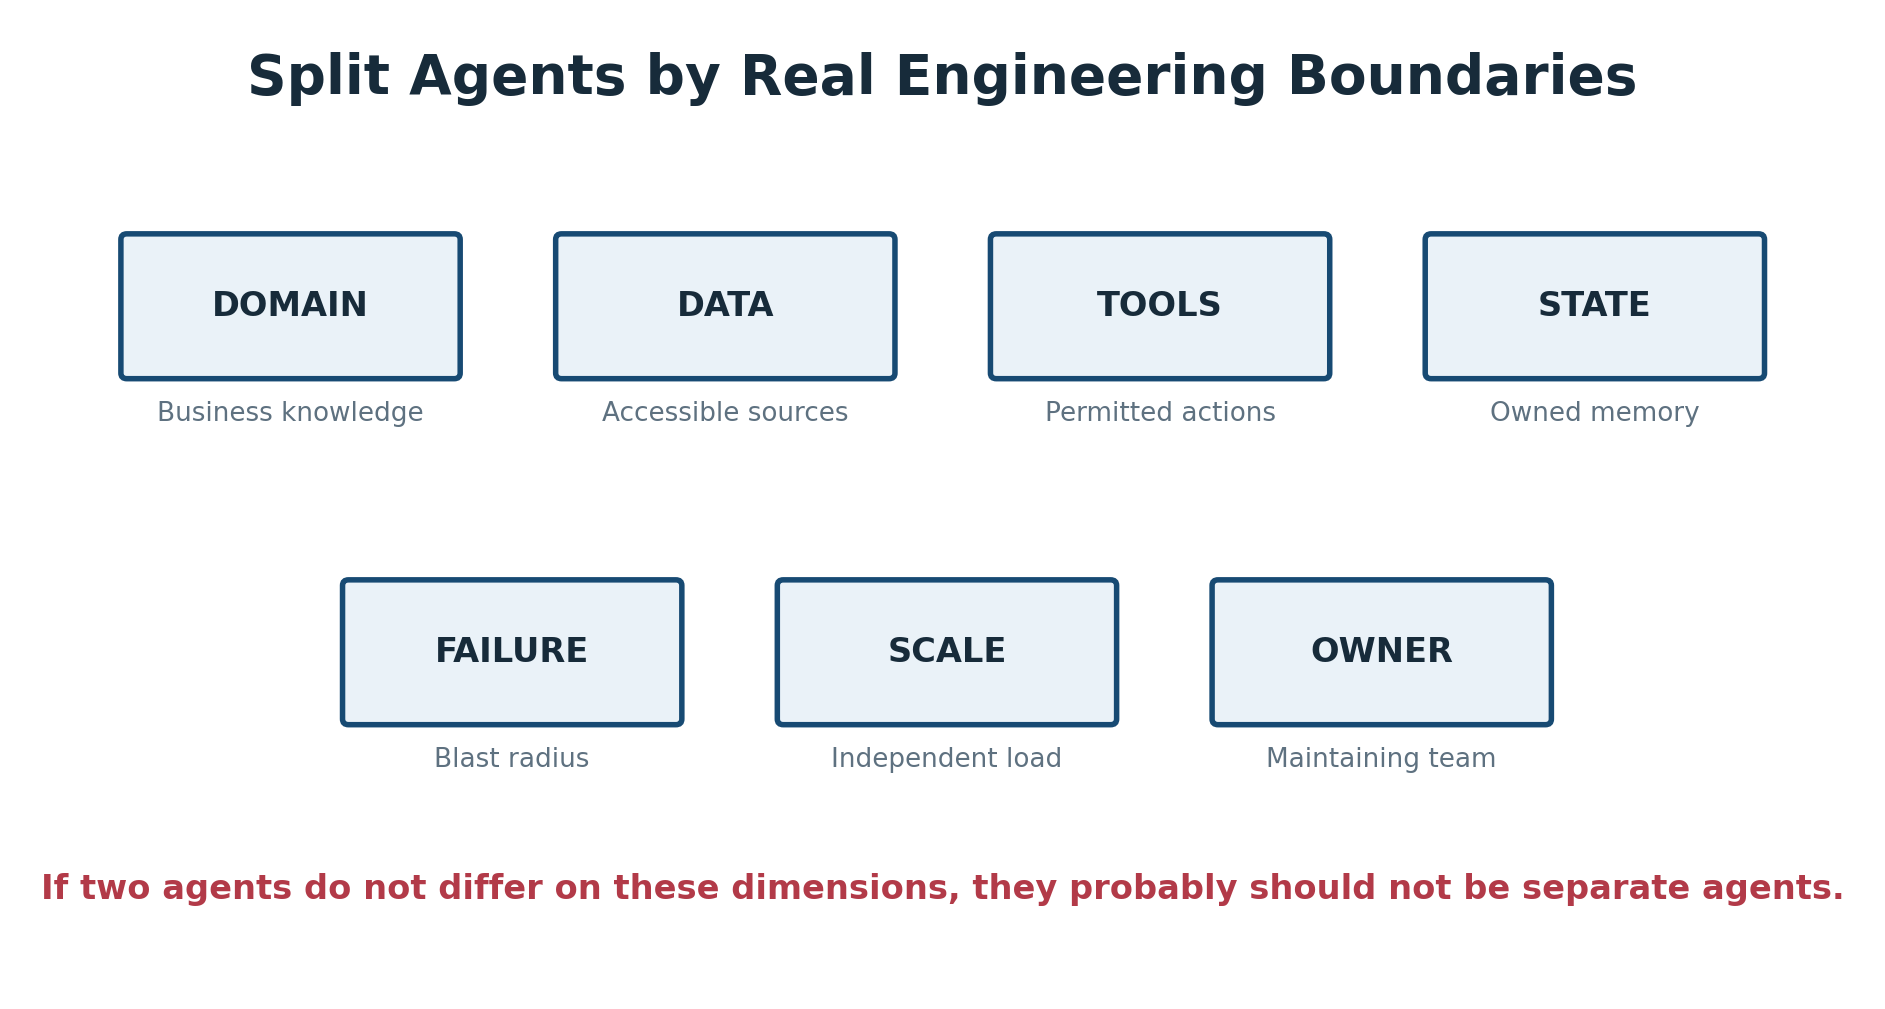 Split Agents by Real Engineering Boundaries
DOMAIN
DATA
TOOLS
STATE
Business knowledge
Accessible sources
Permitted actions
Owned memory
FAILURE
SCALE
OWNER
Blast radius
Independent load
Maintaining team
If two agents do not differ on these dimensions, they probably should not be separate agents.